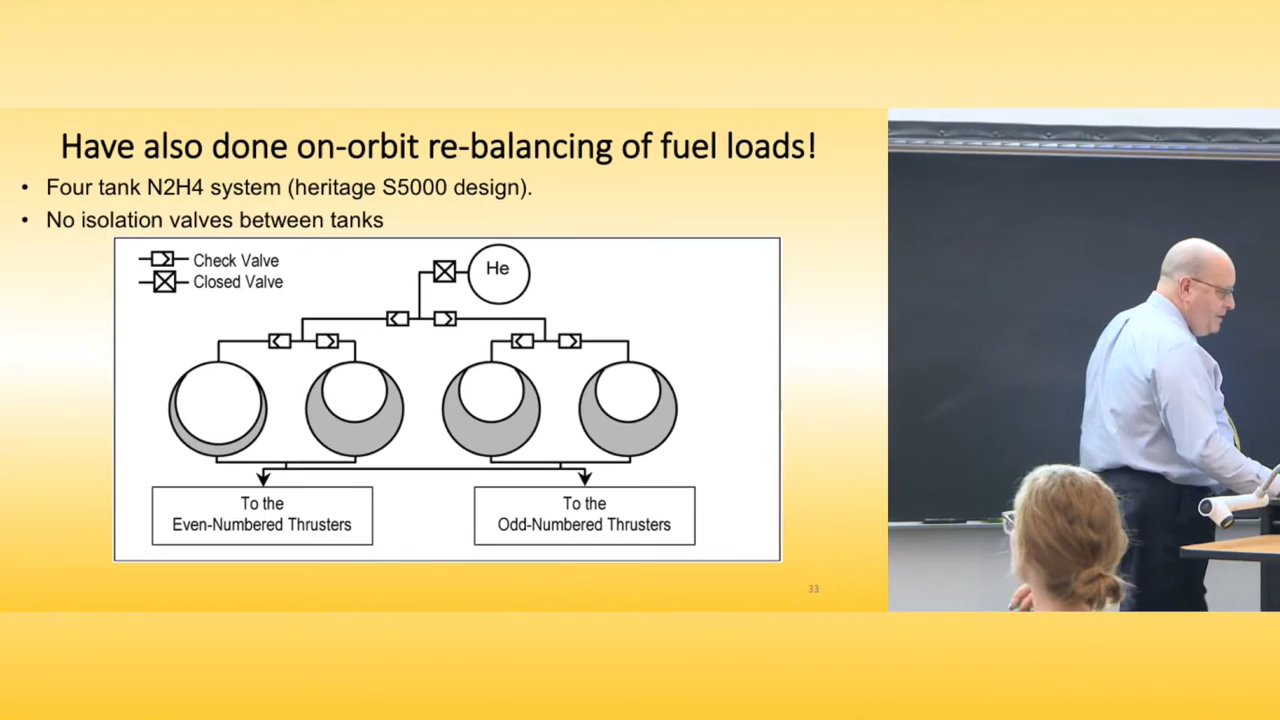 Have also done on-orbit re-balancing of fuel loads!
• Four tank N2H4 system (heritage S5000 design).
• No isolation valves between tanks
Check Valve
Closed Valve
He
To the
Even-Numbered Thrusters
To the
Odd-Numbered Thrusters
33